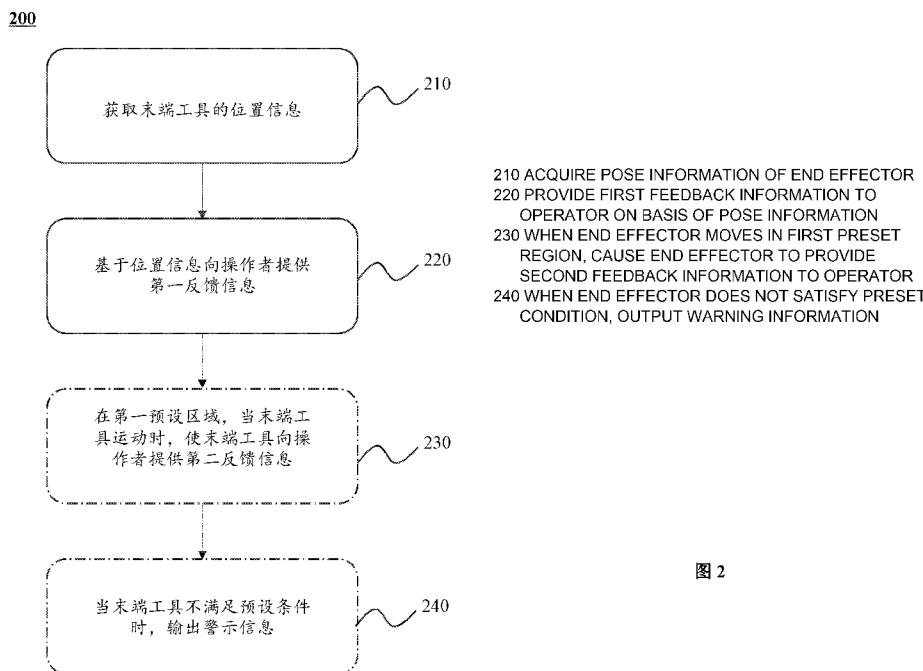 200
获取末端工具的位置信息
210
基于位置信息向操作者提供
第一反馈信息
220
在第一预设区域，当末端工
具运动时，使末端工具向操
作者提供第二反馈信息
230
当末端工具不满足预设条件
时，输出警示信息
240
210 ACQUIRE POSE INFORMATION OF END EFFECTOR
220 PROVIDE FIRST FEEDBACK INFORMATION TO
OPERATOR ON BASIS OF POSE INFORMATION
230 WHEN END EFFECTOR MOVES IN FIRST PRESET
REGION, CAUSE END EFFECTOR TO PROVIDE
SECOND FEEDBACK INFORMATION TO OPERATOR
240 WHEN END EFFECTOR DOES NOT SATISFY PRESET
CONDITION, OUTPUT WARNING INFORMATION
图 2